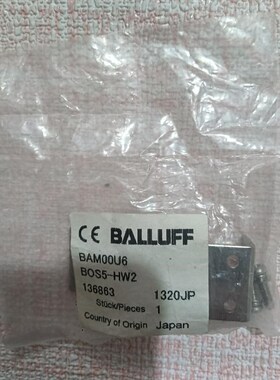 CE BALLUFF
BAM00U6
BOS5-HW2
136863 1320JP
Stück/Pieces 1
Country of Origin Japan